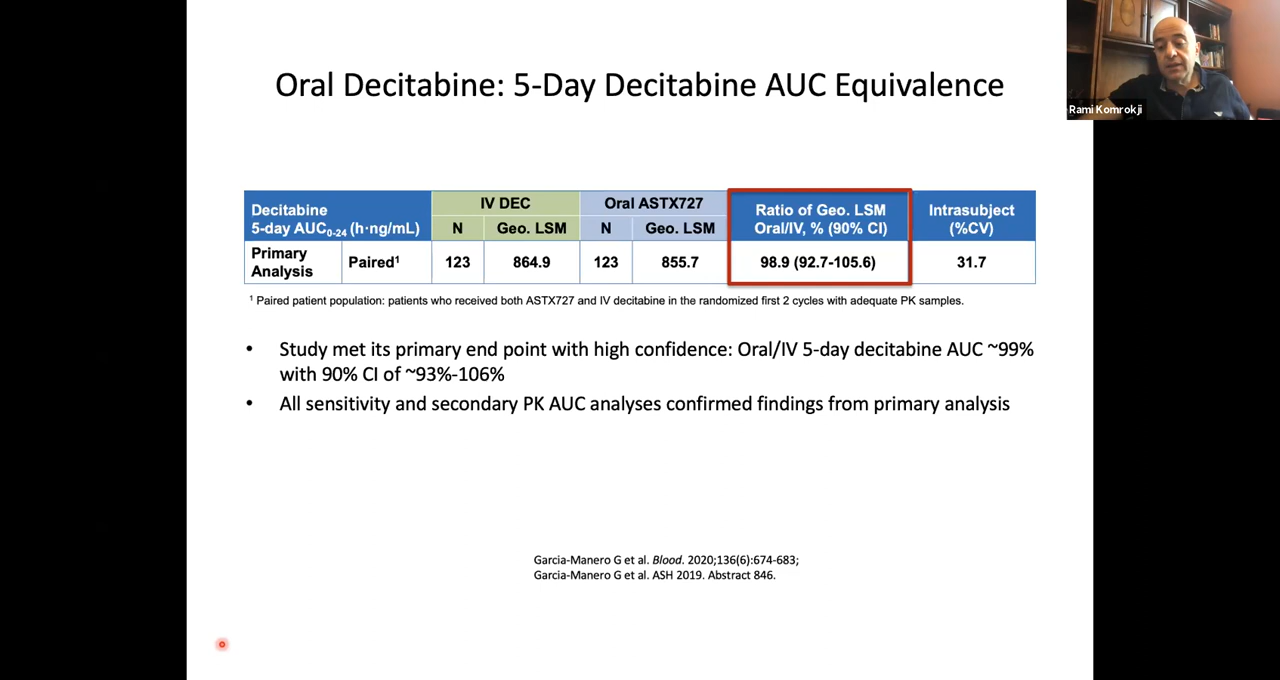 Oral Decitabine: 5-Day Decitabine AUC Equivalence
Rami Komrokji
Decitabine
5-day AUC0-24 (h·ng/mL)
IV DEC
Oral ASTX727
Ratio of Geo. LSM
Oral/IV, % (90% CI)
Intrasubject
(%CV)
N
Geo. LSM
N
Geo. LSM
Primary
Analysis
Paired¹
123
864.9
123
855.7
98.9 (92.7-105.6)
31.7
¹ Paired patient population: patients who received both ASTX727 and IV decitabine in the randomized first 2 cycles with adequate PK samples.
• Study met its primary end point with high confidence: Oral/IV 5-day decitabine AUC ~99%
with 90% CI of ~93%-106%
• All sensitivity and secondary PK AUC analyses confirmed findings from primary analysis
Garcia-Manero G et al. Blood. 2020;136(6):674-683;
Garcia-Manero G et al. ASH 2019. Abstract 846.